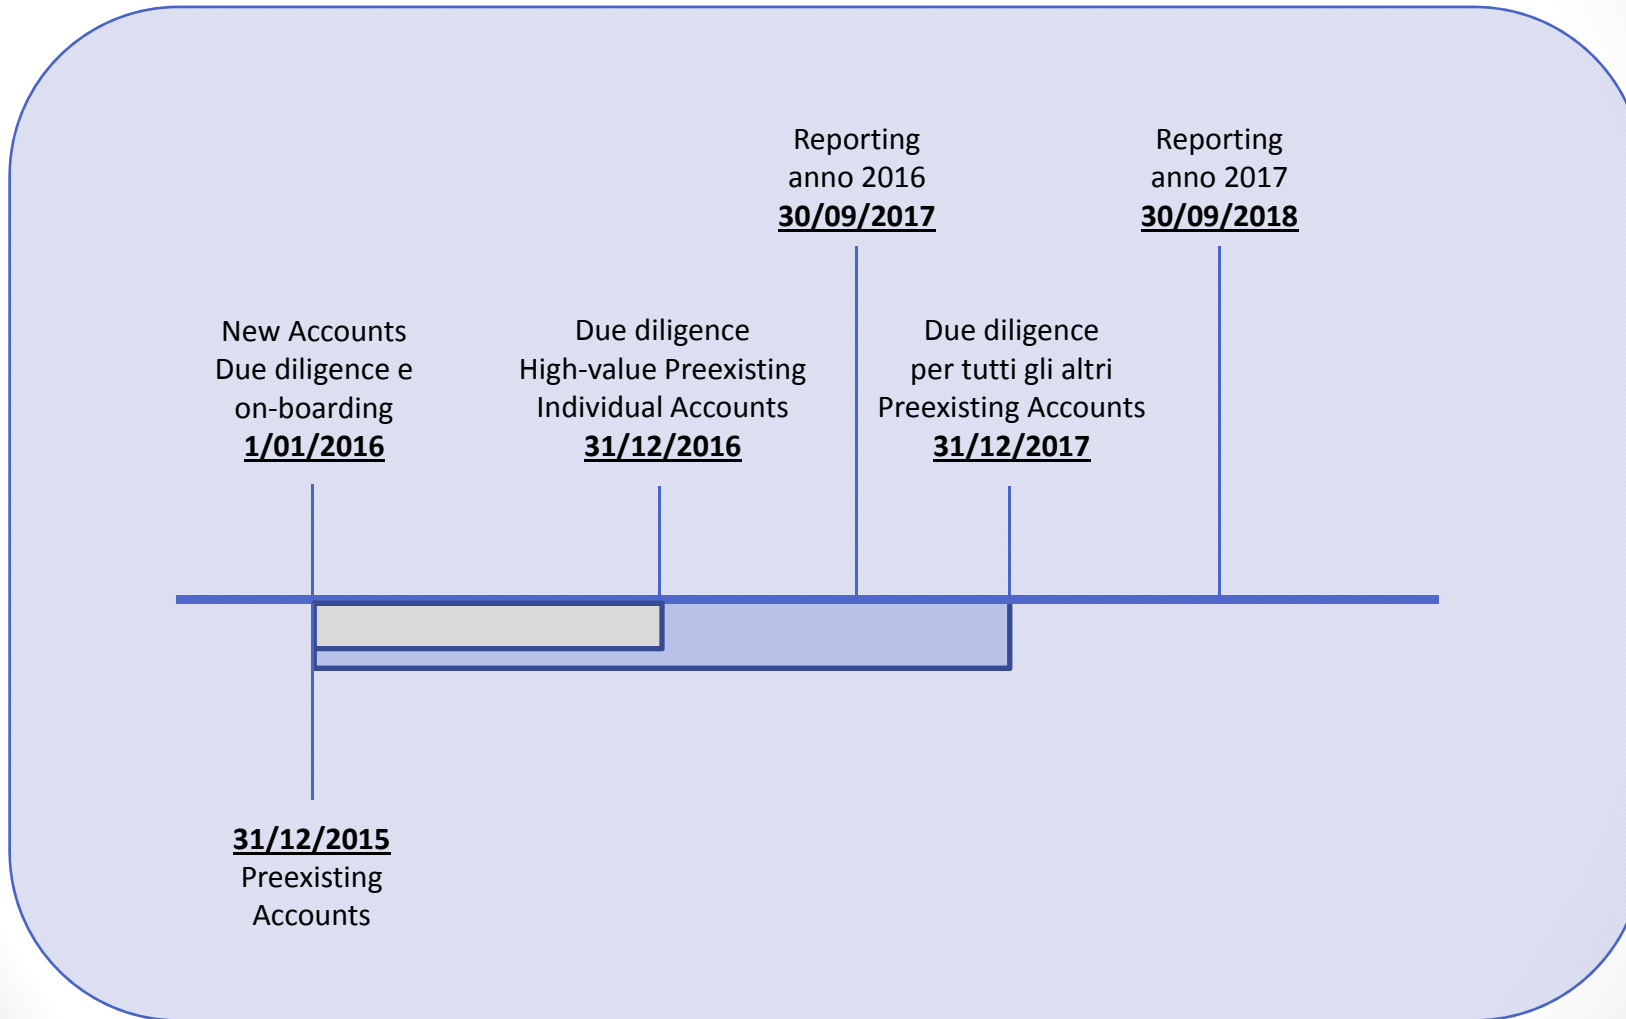 Reporting
anno 2016
30/09/2017
Reporting
anno 2017
30/09/2018
New Accounts
Due diligence e
on-boarding
1/01/2016
Due diligence
High-value Preexisting
Individual Accounts
31/12/2016
Due diligence
per tutti gli altri
Preexisting Accounts
31/12/2017
31/12/2015
Preexisting
Accounts